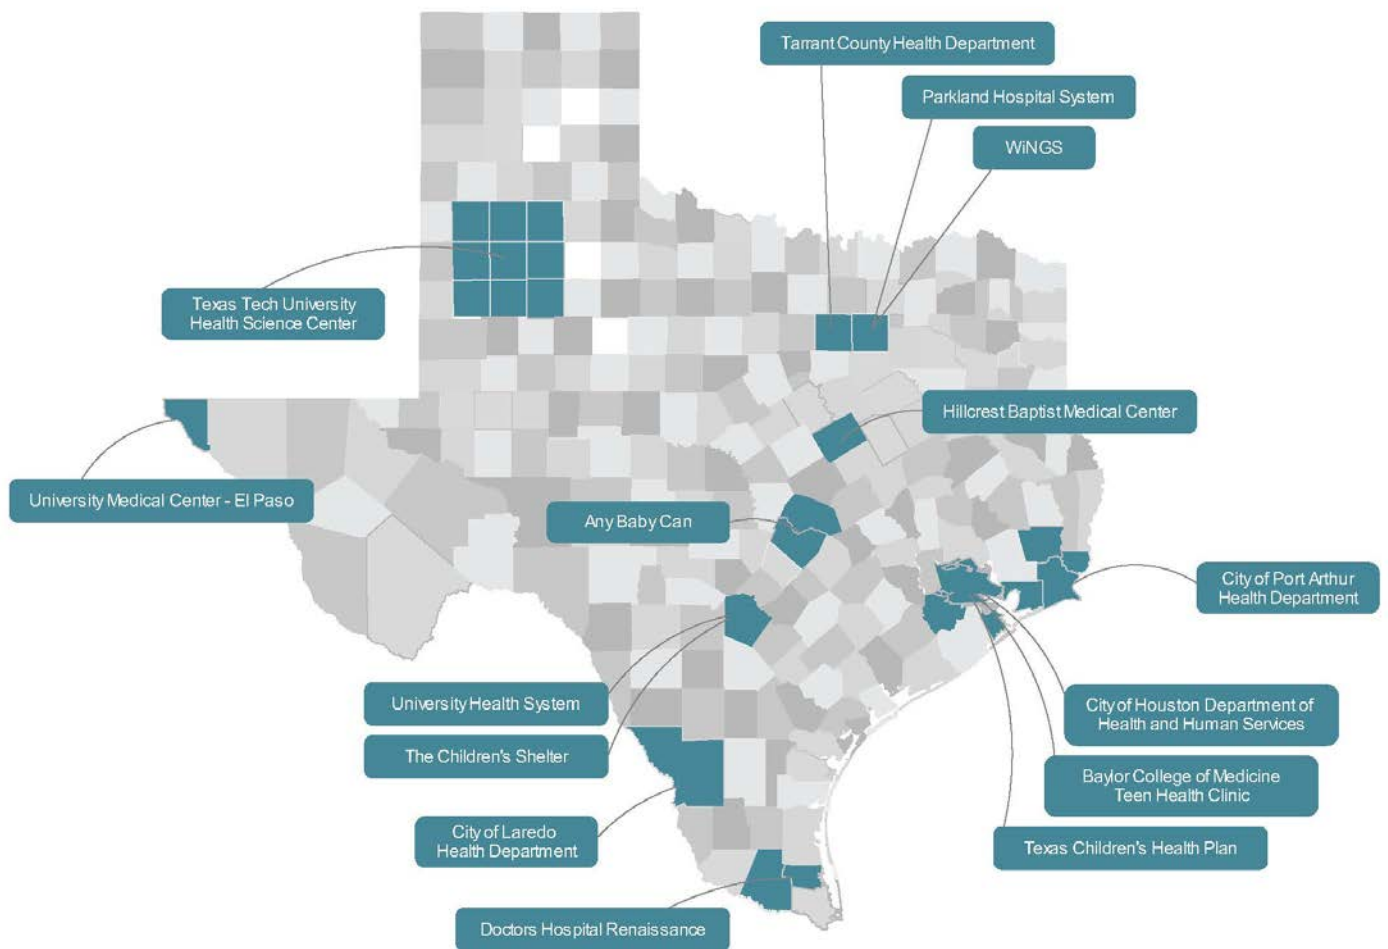 Tarrant County Health Department
Parkland Hospital System
WiNGS
Texas Tech University
Health Science Center
Hillcrest Baptist Medical Center
University Medical Center - El Paso
Any Baby Can
City of Port Arthur
Health Department
University Health System
City of Houston Department of
Health and Human Services
The Children's Shelter
Baylor College of Medicine
Teen Health Clinic
City of Laredo
Health Department
Texas Children's Health Plan
Doctors Hospital Renaissance